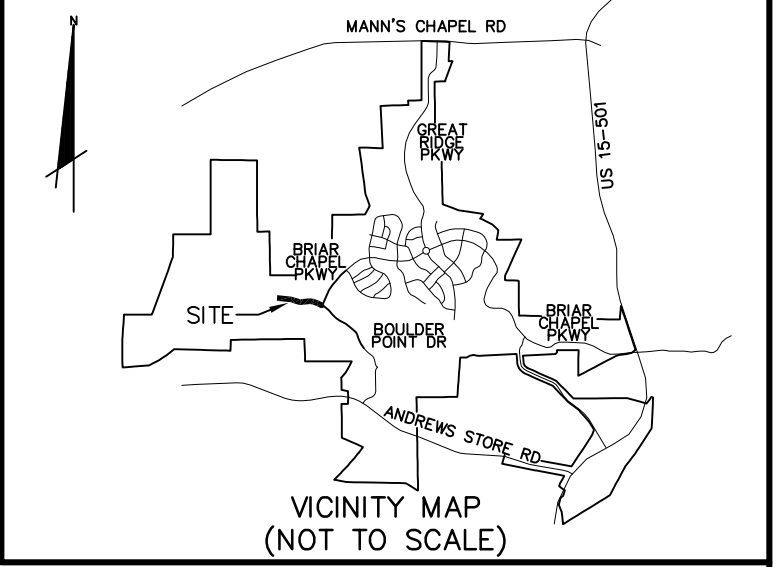 N
MANN'S CHAPEL RD
GREAT
RIDGE
PKWY
US 15-501
BRIAR
CHAPEL
PKWY
SITE
BRIAR
CHAPEL
PKWY
BOULDER
POINT DR
ANDREWS STORE RD
VICINITY MAP
(NOT TO SCALE)